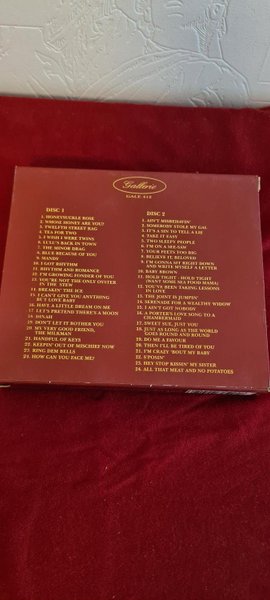 Gallerie
GALE 412
DISC 1
1. HONEYSUCKLE ROSE
2. WHOSE HONEY ARE YOU?
3. TWELFTH STREET RAG
4. TEA FOR TWO
5. I WISH I WERE TWINS
6. LULU'S BACK IN TOWN
7. THE MINOR DRAG
8. BLUE BECAUSE OF YOU
9. MANDY
10. I GOT RHYTHM
11. RHYTHM AND ROMANCE
12. I'M GROWING FONDER OF YOU
13. YOU'RE NOT THE ONLY OYSTER
IN THE STEW
14. BREAKIN' THE ICE
15. I CAN'T GIVE YOU ANYTHING
BUT LOVE BABY
16. HAVE A LITTLE DREAM ON ME
17. LET'S PRETEND THERE'S A MOON
18. DINAH
19. DON'T LET IT BOTHER YOU
20. MY VERY GOOD FRIEND,
THE MILKMAN
21. HANDFUL OF KEYS
22. KEEPIN' OUT OF MISCHIEF NOW
23. RING DEM BELLS
24. HOW CAN YOU FACE ME?
DISC 2
1. AIN'T MISBEHAVIN'
2. SOMEBODY STOLE MY GAL
3. IT'S A SIN TO TELL A LIE
4. TAKE IT EASY
5. TWO SLEEPY PEOPLE
6. I'M ON A SEE-SAW
7. YOUR FEETS TOO BIG
8. BELIEVE IT, BELOVED
9. I'M GONNA SIT RIGHT DOWN
AND WRITE MYSELF A LETTER
10. BABY BROWN
11. HOLD TIGHT - HOLD TIGHT
(WANT SOME SEA FOOD MAMA)
12. YOU'VE BEEN TAKING LESSONS
IN LOVE
13. THE JOINT IS JUMPIN'
14. SERENADE FOR A WEALTHY WIDOW
15. I AIN'T GOT NOBODY
16. A PORTER'S LOVE SONG TO A
CHAMBERMAID
17. SWEET SUE, JUST YOU
18. JUST AS LONG AS THE WORLD
GOES ROUND AND ROUND
19. DO ME A FAVOUR
20. THEN I'LL BE TIRED OF YOU
21. I'M CRAZY 'BOUT MY BABY
22. S'POSIN'
23. HEY STOP KISSIN' MY SISTER
24. ALL THAT MEAT AND NO POTATOES